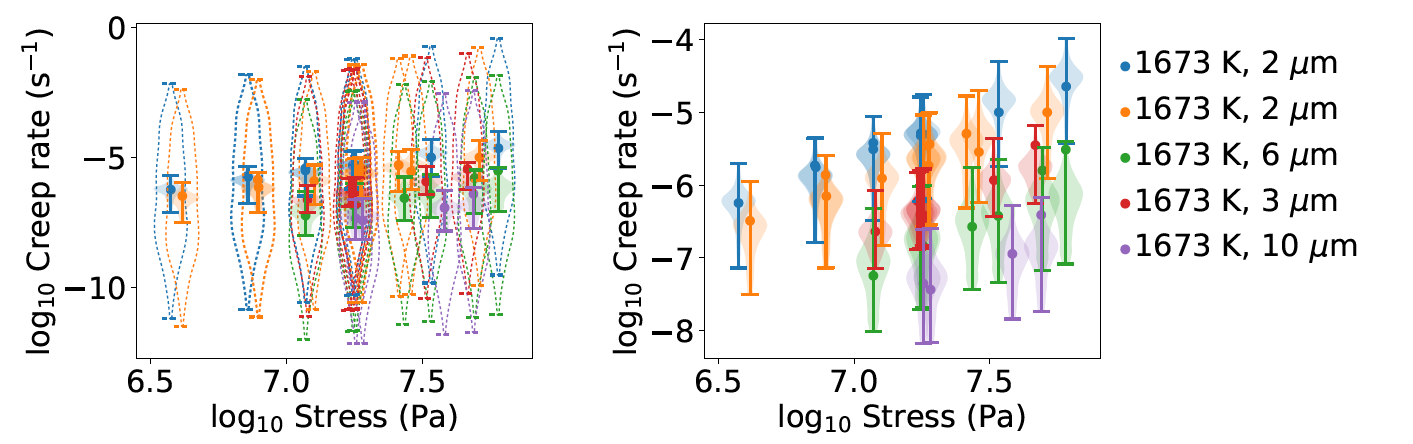 log₁₀ Creep rate (s⁻¹)
0
−5
−10
6.5
7.0
7.5
log₁₀ Stress (Pa)
log₁₀ Creep rate (s⁻¹)
−4
−5
−6
−7
−8
6.5
7.0
7.5
log₁₀ Stress (Pa)
1673 K, 2 μm
1673 K, 2 μm
1673 K, 6 μm
1673 K, 3 μm
1673 K, 10 μm